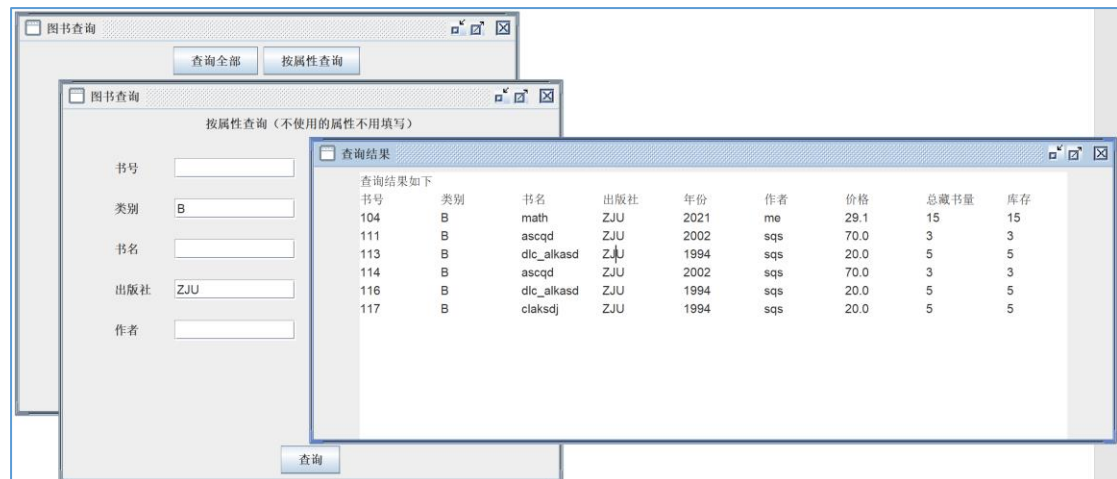 图书查询
查询全部 按属性查询
图书查询
按属性查询（不使用的属性不用填写）
书号
类别 B
书名
出版社 ZJU
作者
查询
查询结果
查询结果如下
书号 类别 书名 出版社 年份 作者 价格 总藏书量 库存
104 B math ZJU 2021 me 29.1 15 15
111 B ascqd ZJU 2002 sqs 70.0 3 3
113 B dlc_alkasd ZJU 1994 sqs 20.0 5 5
114 B ascqd ZJU 2002 sqs 70.0 3 3
116 B dlc_alkasd ZJU 1994 sqs 20.0 5 5
117 B claksdj ZJU 1994 sqs 20.0 5 5